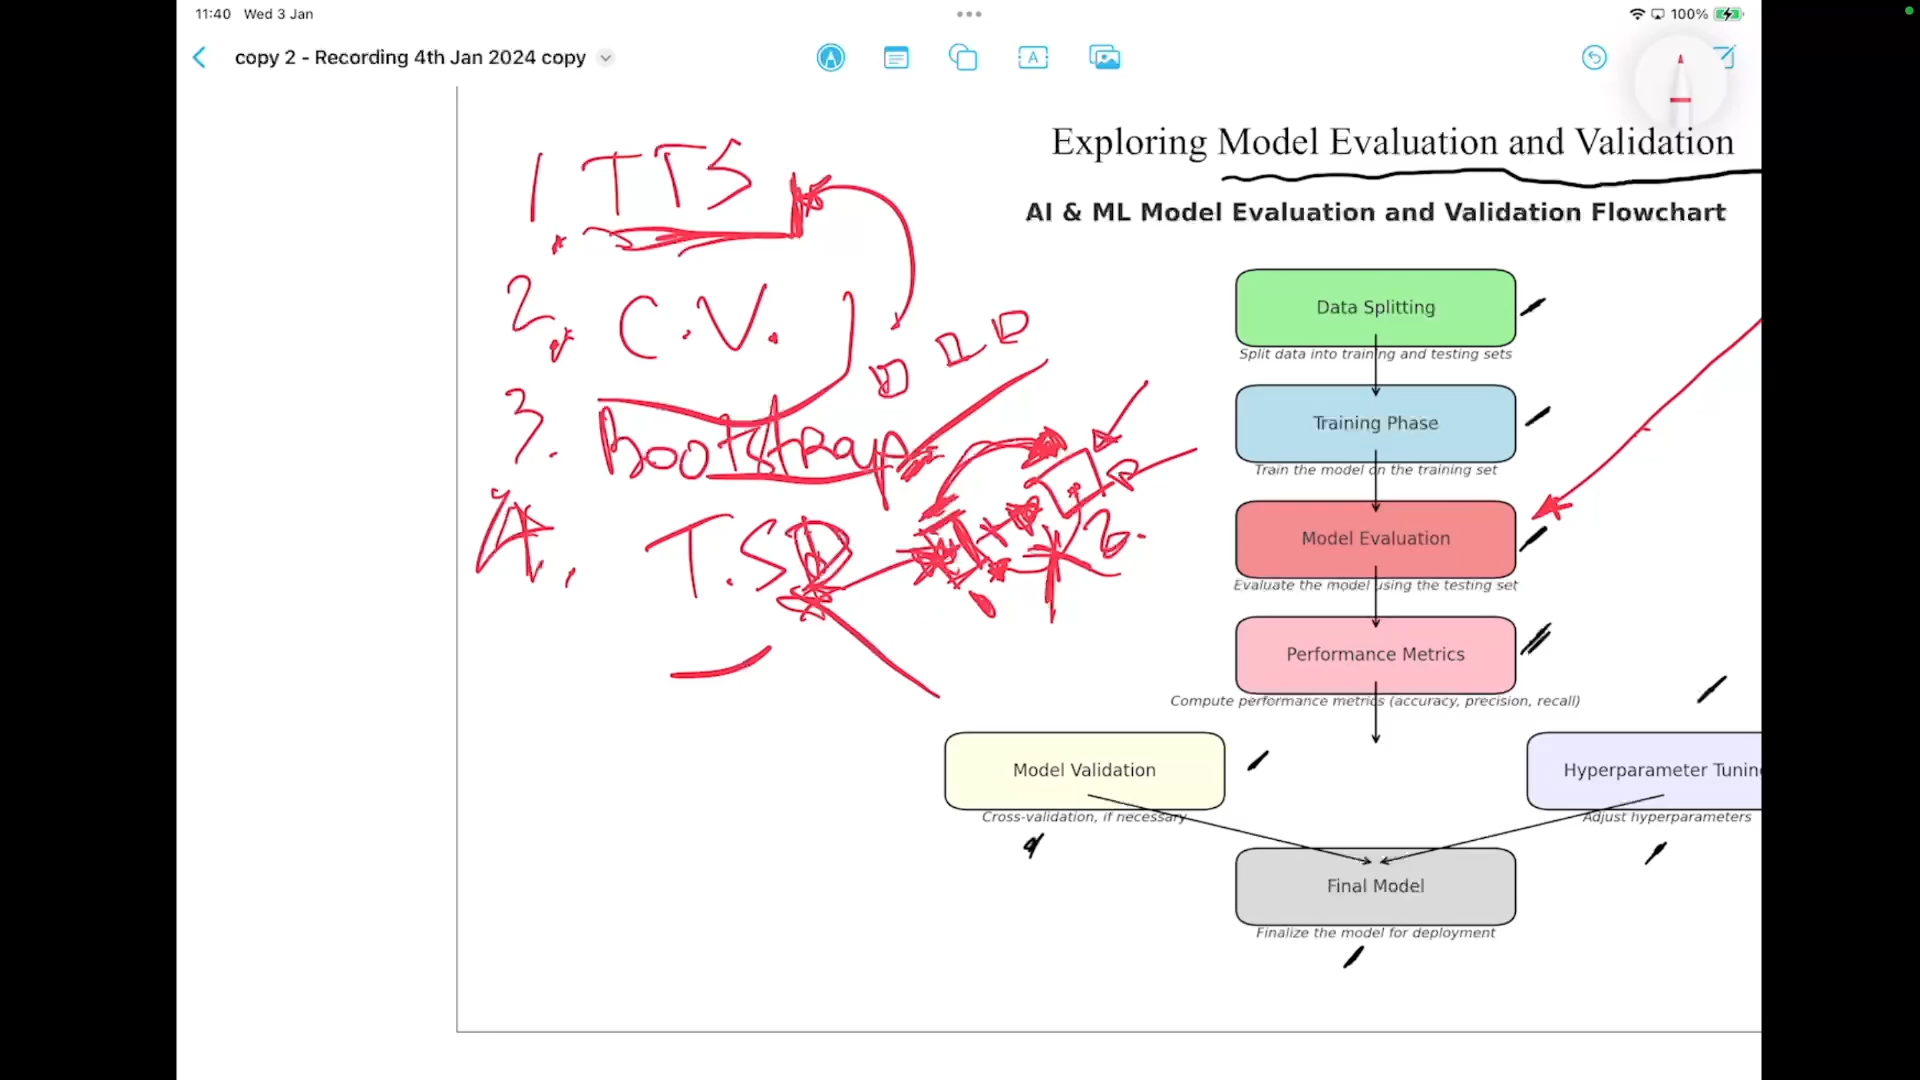 11:40 Wed 3 Jan
100%
copy 2 - Recording 4th Jan 2024 copy
Exploring Model Evaluation and Validation
AI & ML Model Evaluation and Validation Flowchart
1. TTS
2. C.V.
3. Bootstrap
4. T.SD
Data Splitting
Split data into training and testing sets
Training Phase
Train the model on the training set
Model Evaluation
Evaluate the model using the testing set
Performance Metrics
Compute performance metrics (accuracy, precision, recall)
Model Validation
Cross-validation, if necessary
Hyperparameter Tuning
Adjust hyperparameters
Final Model
Finalize the model for deployment